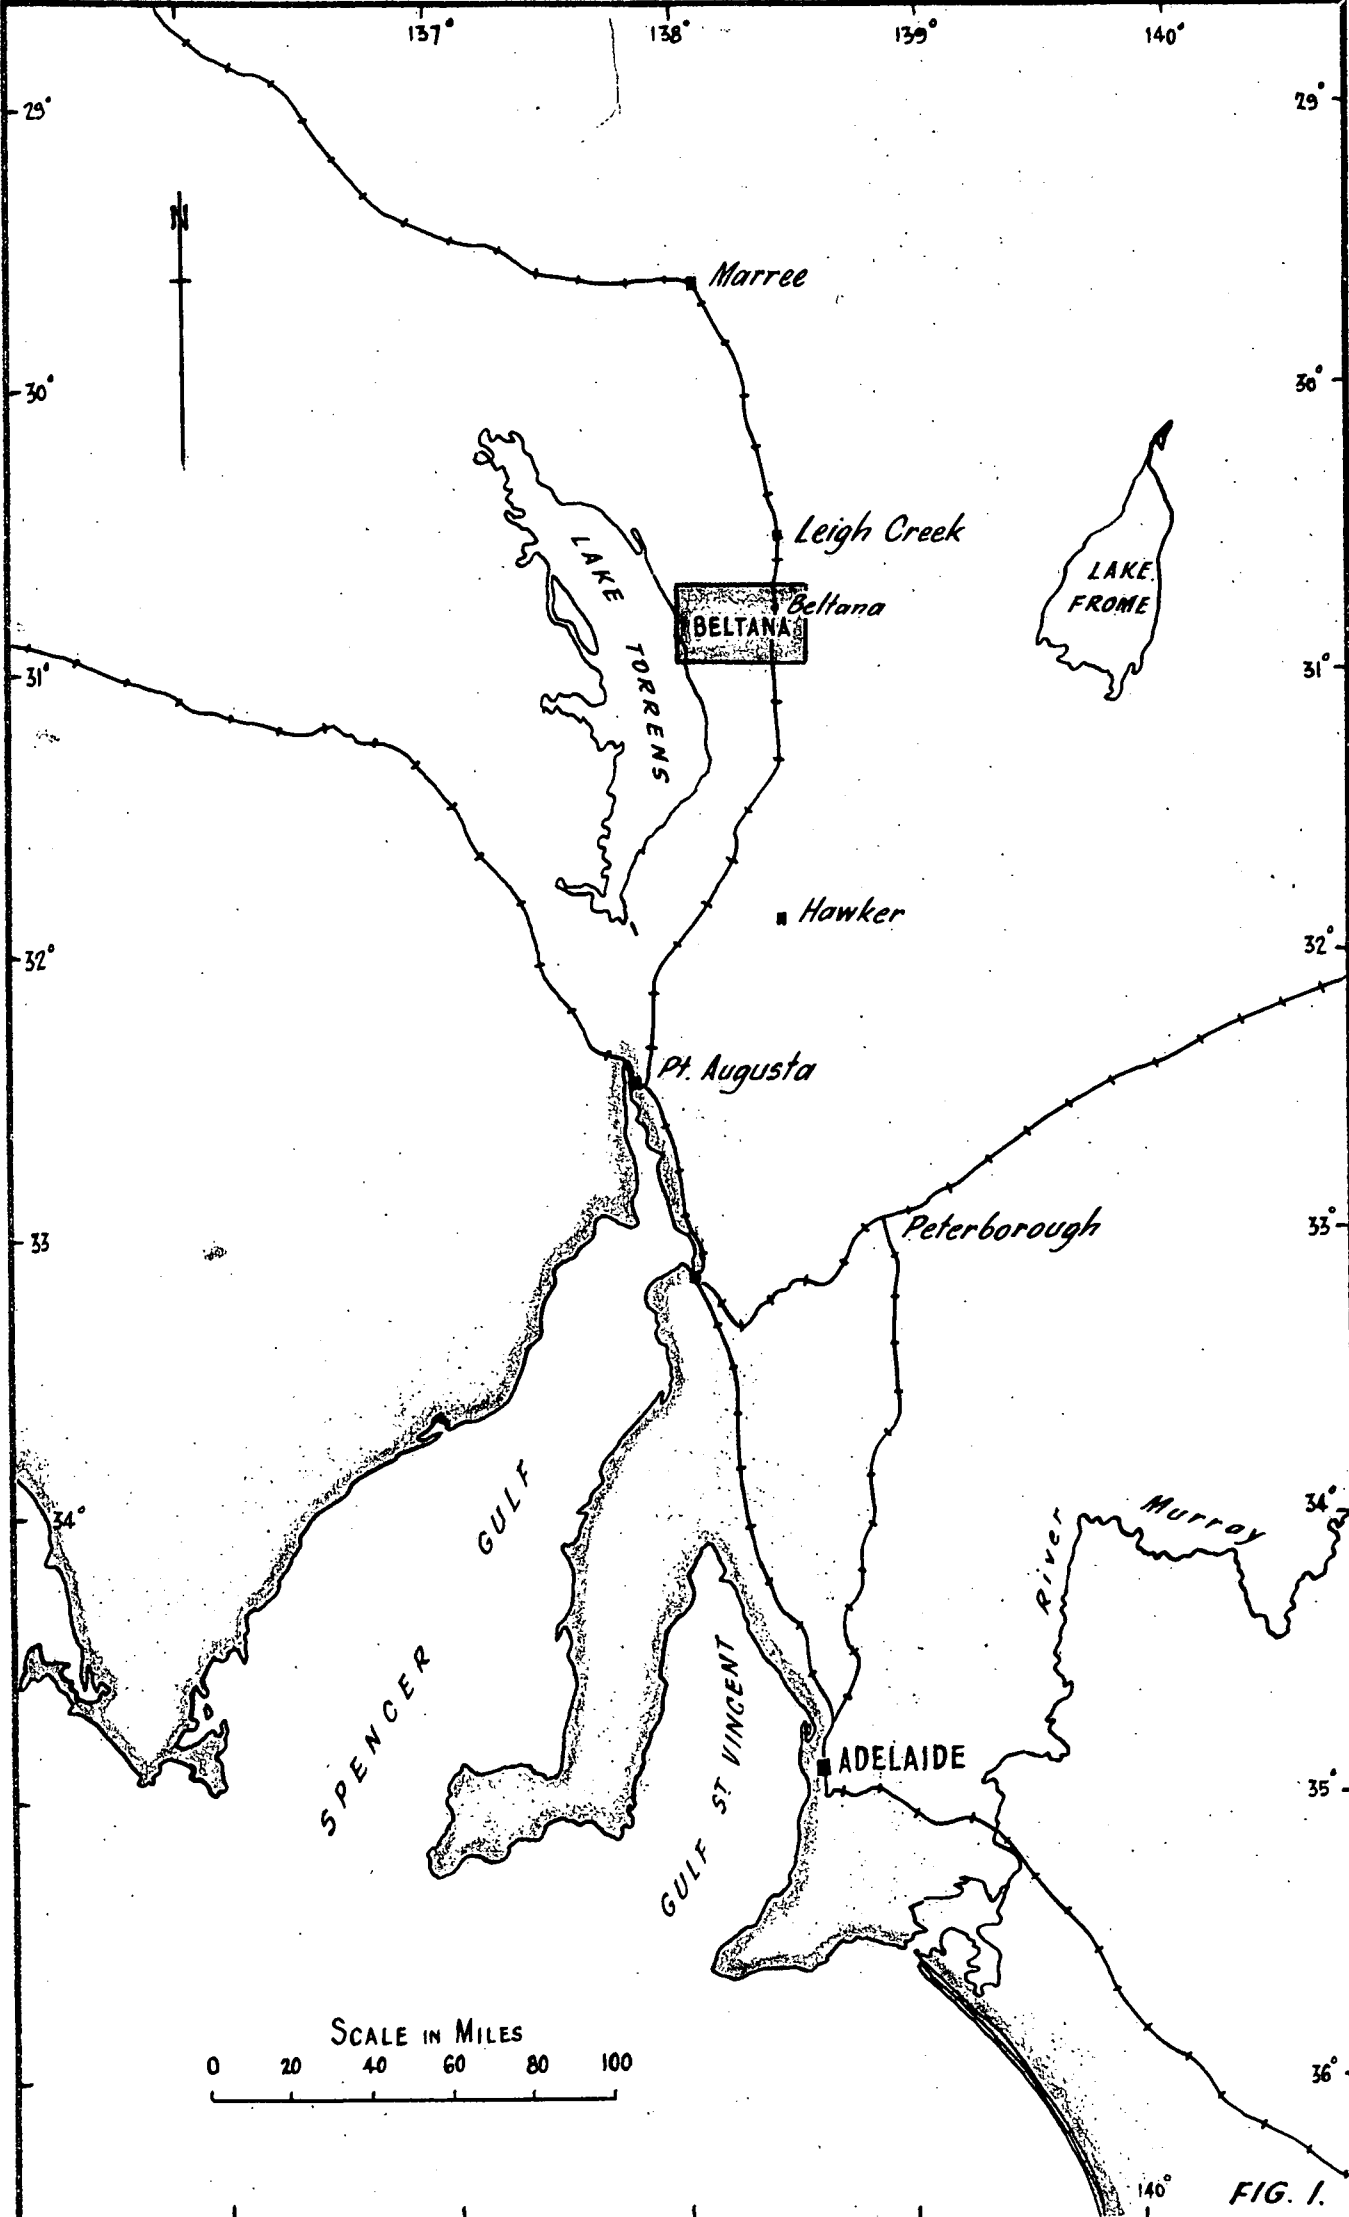 137° 138° 139° 140°
29° 29°
N
Marree
30° 30°
Leigh Creek
LAKE
FROME
Beltana
BELTANA
LAKE TORRENS
31° 31°
Hawker
32° 32°
Pt. Augusta
Peterborough
33 33°
34° 34°
River Murray
SPENCER GULF
GULF ST VINCENT
ADELAIDE
35°
SCALE IN MILES
0 20 40 60 80 100
36°
140°
FIG. 1.